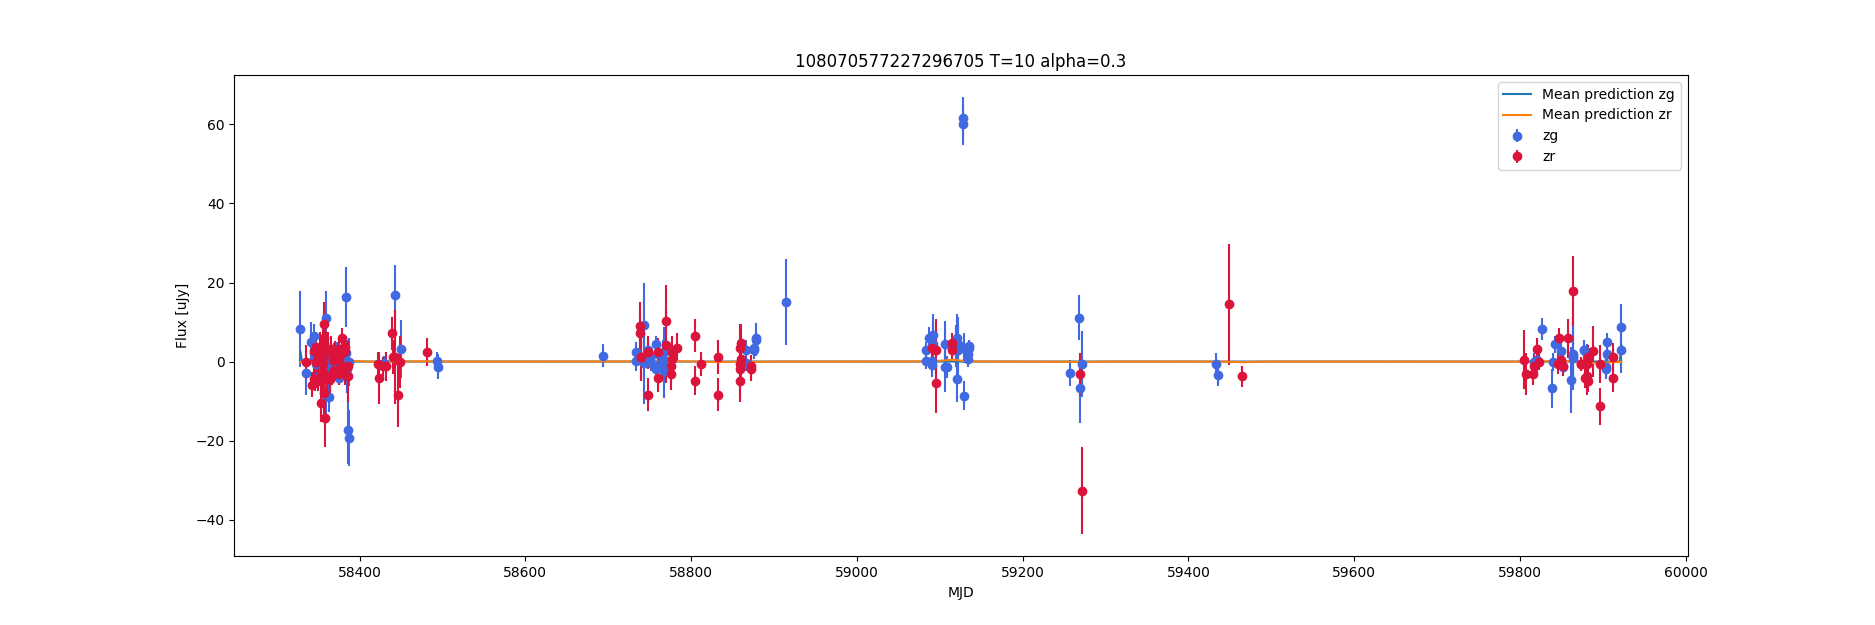 108070577227296705 T=10 alpha=0.3
Mean prediction zg
Mean prediction zr
zg
zr
Flux [uJy]
60
40
20
0
−20
−40
58400
58600
58800
59000
59200
59400
59600
59800
60000
MJD